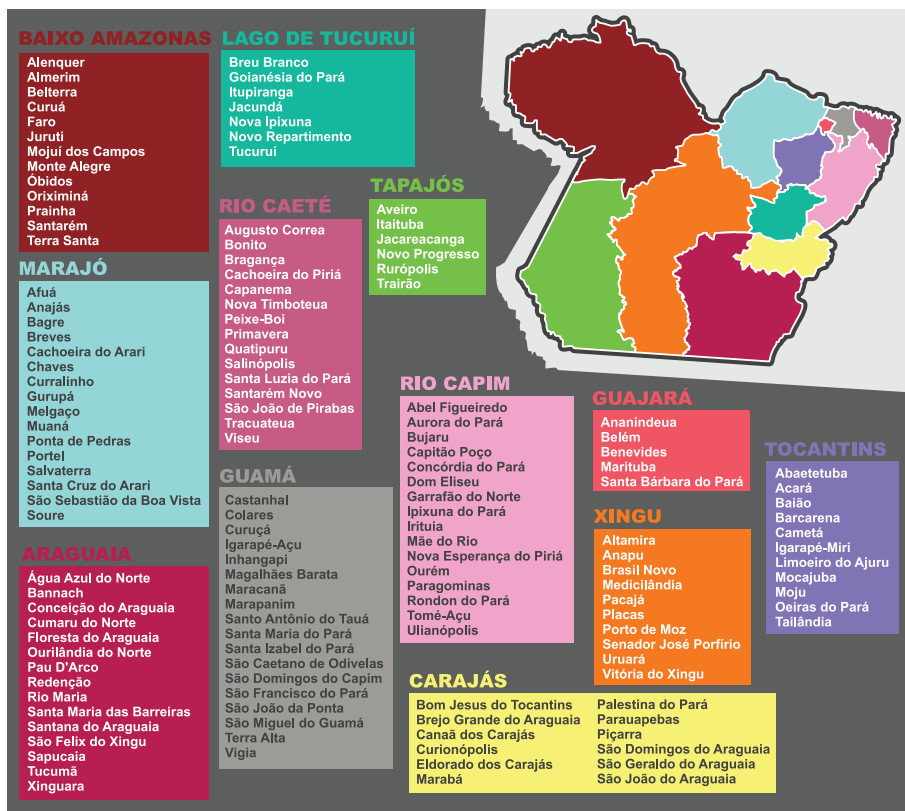 BAIXO AMAZONAS
Alenquer
Almerim
Belterra
Curuá
Faro
Juruti
Mojuí dos Campos
Monte Alegre
Óbidos
Oriximiná
Prainha
Santarém
Terra Santa
LAGO DE TUCURUÍ
Breu Branco
Goianésia do Pará
Itupiranga
Jacundá
Nova Ipixuna
Novo Repartimento
Tucuruí
TAPAJÓS
Aveiro
Itaituba
Jacareacanga
Novo Progresso
Rurópolis
Trairão
RIO CAETÉ
Augusto Correa
Bonito
Bragança
Cachoeira do Piriá
Capanema
Nova Timboteua
Peixe-Boi
Primavera
Quatipuru
Salinópolis
Santa Luzia do Pará
Santarém Novo
São João de Pirabas
Tracuateua
Viseu
MARAJÓ
Afuá
Anajás
Bagre
Breves
Cachoeira do Arari
Chaves
Curralinho
Gurupá
Melgaço
Muaná
Ponta de Pedras
Portel
Salvaterra
Santa Cruz do Arari
São Sebastião da Boa Vista
Soure
RIO CAPIM
Abel Figueiredo
Aurora do Pará
Bujaru
Capitão Poço
Concórdia do Pará
Dom Eliseu
Garrafão do Norte
Ipixuna do Pará
Irituia
Mãe do Rio
Nova Esperança do Piriá
Ourém
Paragominas
Rondon do Pará
Tomé-Açu
Ulianópolis
GUAJARÁ
Ananindeua
Belém
Benevides
Marituba
Santa Bárbara do Pará
TOCANTINS
Abaetetuba
Acará
Baião
Barcarena
Cametá
Igarapé-Miri
Limoeiro do Ajuru
Mocajuba
Moju
Oeiras do Pará
Tailândia
GUAMÁ
Castanhal
Colares
Curuçá
Igarapé-Açu
Inhangapi
Magalhães Barata
Maracanã
Marapanim
Santo Antônio do Tauá
Santa Maria do Pará
Santa Izabel do Pará
São Caetano de Odivelas
São Domingos do Capim
São Francisco do Pará
São João da Ponta
São Miguel do Guamá
Terra Alta
Vigia
XINGU
Altamira
Anapu
Brasil Novo
Medicilândia
Pacajá
Placas
Porto de Moz
Senador José Porfírio
Uruará
Vitória do Xingu
ARAGUAIA
Água Azul do Norte
Bannach
Conceição do Araguaia
Cumaru do Norte
Floresta do Araguaia
Ourilândia do Norte
Pau D'Arco
Redenção
Rio Maria
Santa Maria das Barreiras
Santana do Araguaia
São Felix do Xingu
Sapucaia
Tucumã
Xinguara
CARAJÁS
Bom Jesus do Tocantins
Brejo Grande do Araguaia
Canaã dos Carajás
Curionópolis
Eldorado dos Carajás
Marabá
Palestina do Pará
Parauapebas
Piçarra
São Domingos do Araguaia
São Geraldo do Araguaia
São João do Araguaia